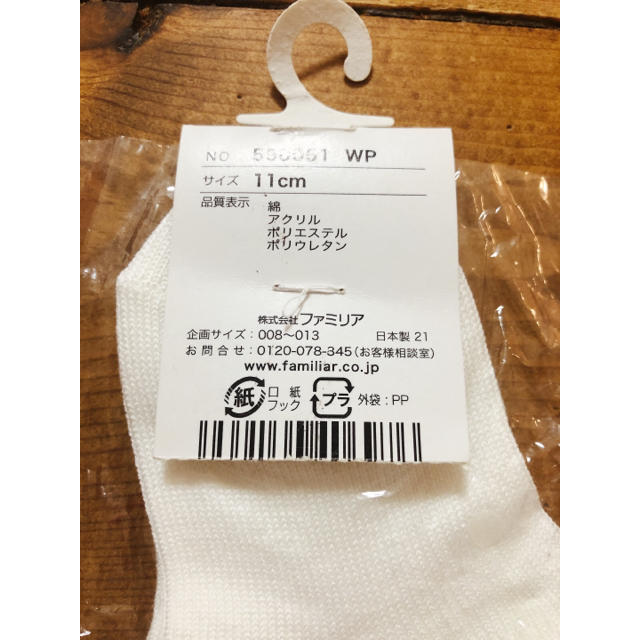 NO. 550051 WP
サイズ 11cm
品質表示 綿
アクリル
ポリエステル
ポリウレタン
株式会社ファミリア
企画サイズ：008～013 日本製 21
お問合せ：0120-078-345（お客様相談室）
www.familiar.co.jp
紙 口紙
フック
プラ 外袋：PP